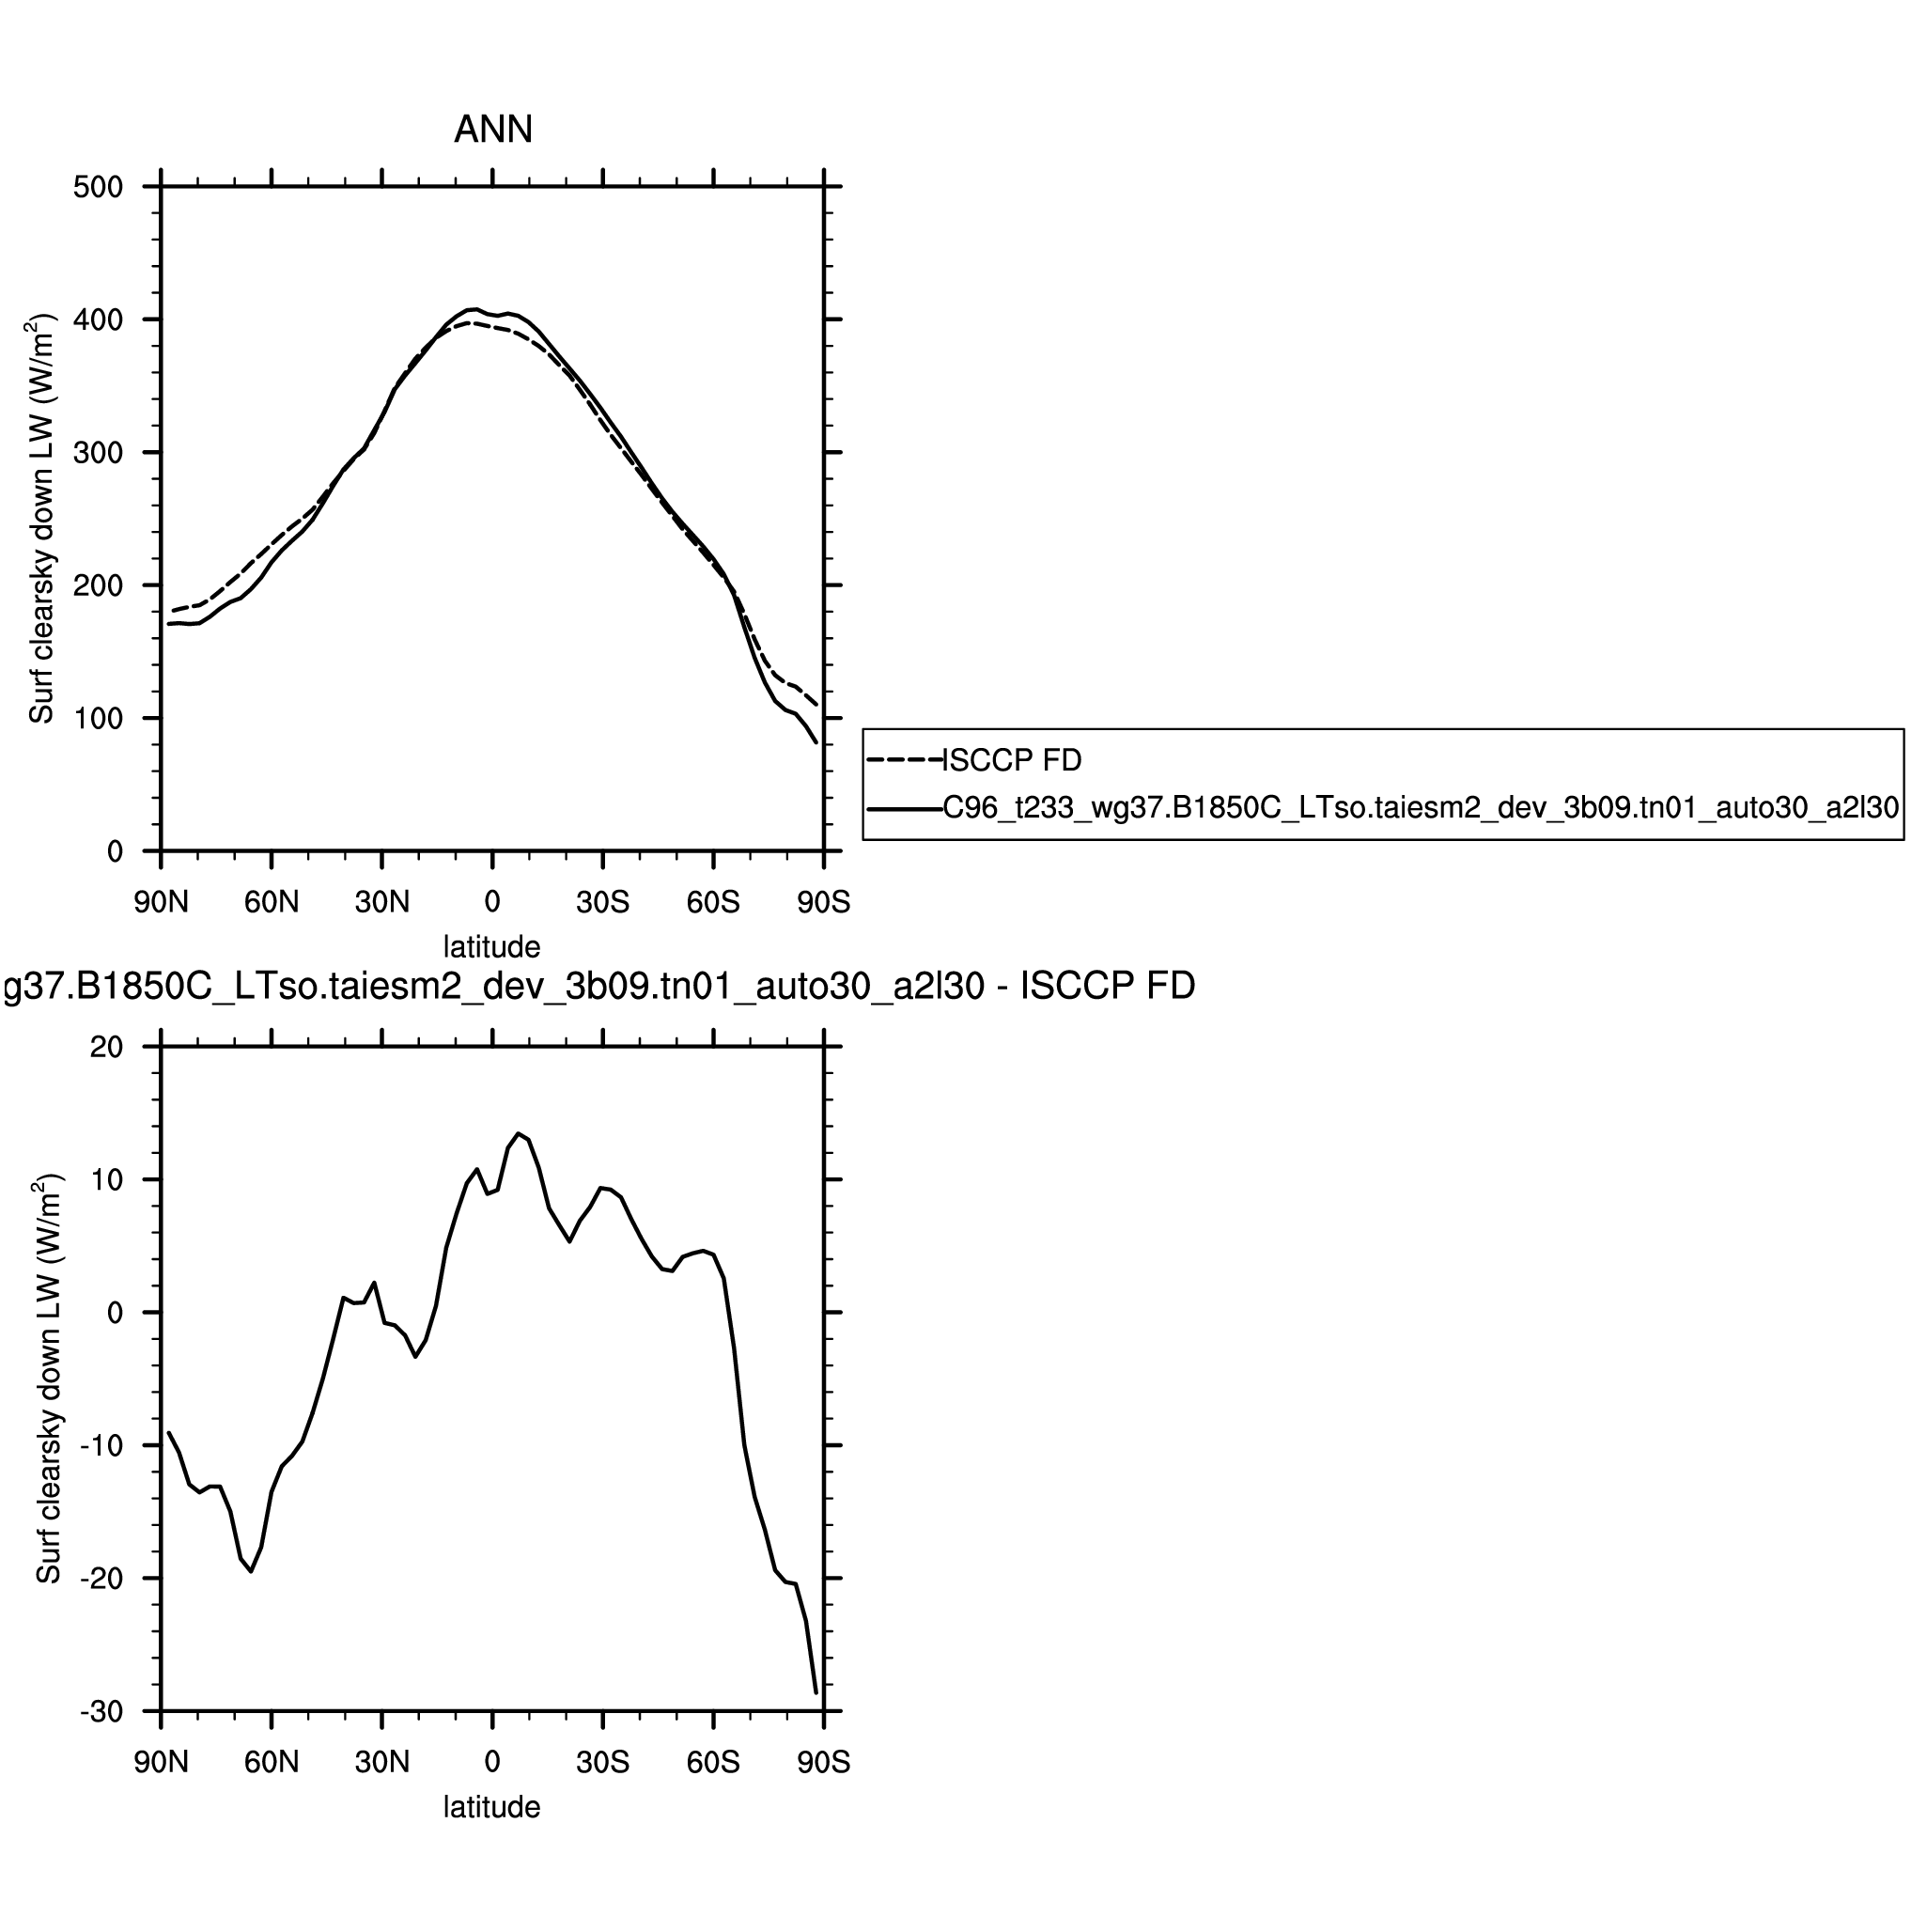 ANN
Surf clearsky down LW (W/m²)
500
400
300
200
100
0
90N 60N 30N 0 30S 60S 90S
latitude
ISCCP FD
C96_t233_wg37.B1850C_LTso.taiesm2_dev_3b09.tn01_auto30_a2l30
g37.B1850C_LTso.taiesm2_dev_3b09.tn01_auto30_a2l30 - ISCCP FD
Surf clearsky down LW (W/m²)
20
10
0
-10
-20
-30
90N 60N 30N 0 30S 60S 90S
latitude